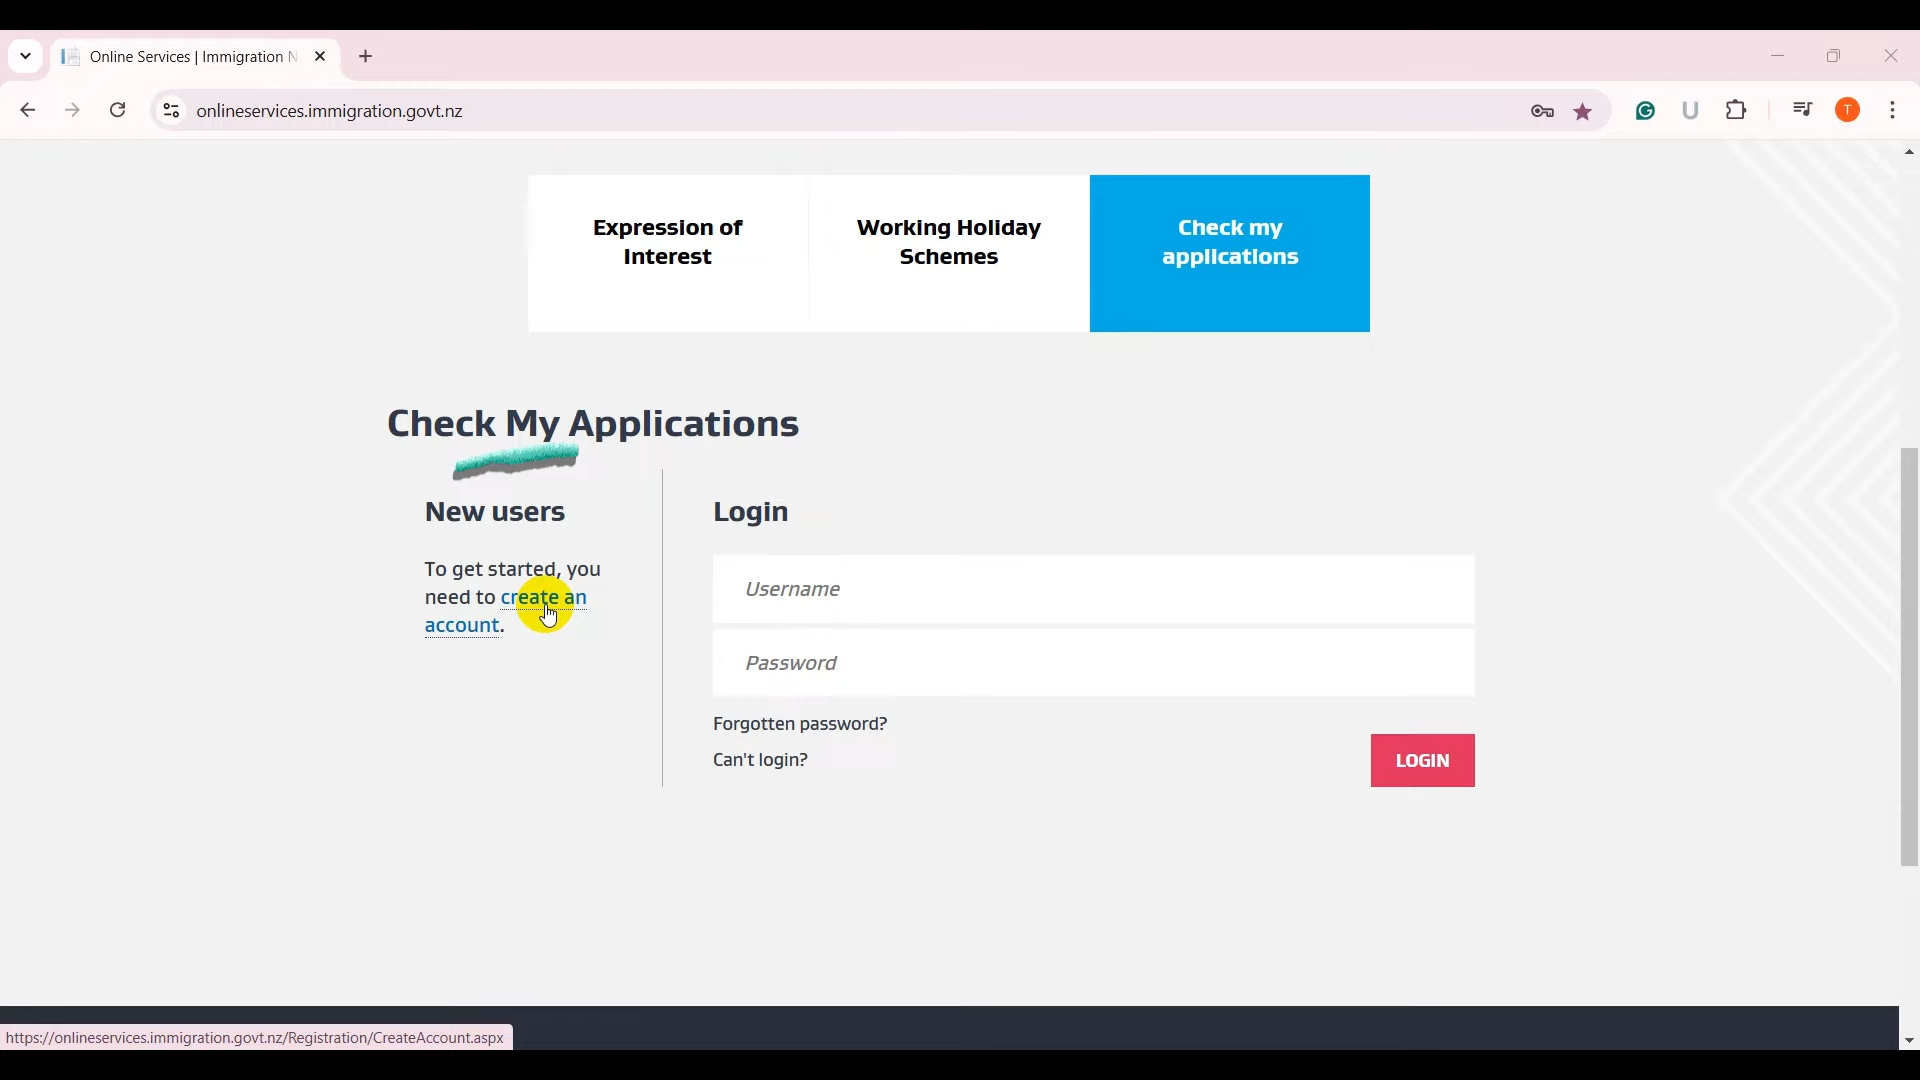 Online Services | Immigration N
onlineservices.immigration.govt.nz
T
Expression of
Interest
Working Holiday
Schemes
Check my
applications
Check My Applications
New users
To get started, you
need to create an
account.
Login
Username
Password
Forgotten password?
Can't login?
LOGIN
https://onlineservices.immigration.govt.nz/Registration/CreateAccount.aspx